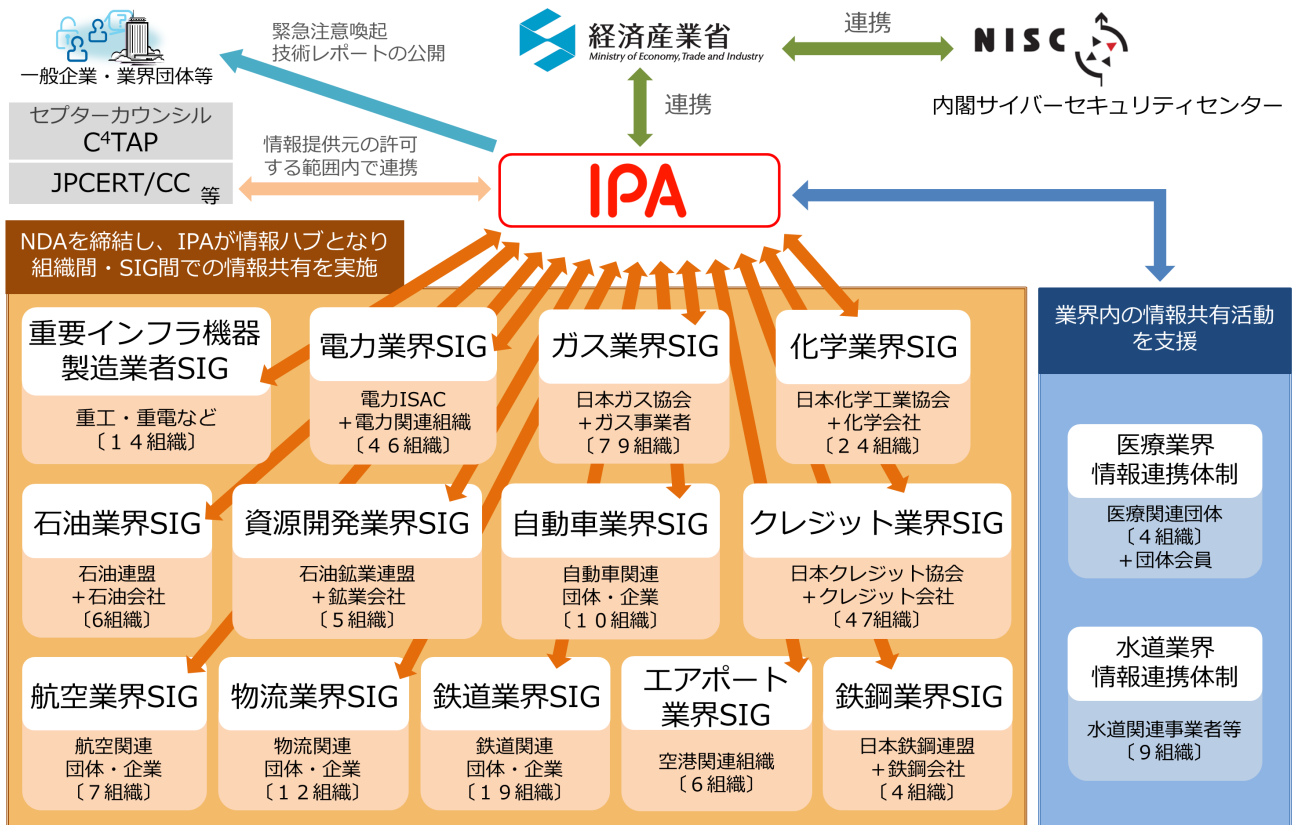 一般企業・業界団体等
緊急注意喚起
技術レポートの公開
経済産業省
Ministry of Economy, Trade and Industry
連携
NISC
内閣サイバーセキュリティセンター
連携
セプターカウンシル
C⁴TAP
JPCERT/CC 等
情報提供元の許可
する範囲内で連携
IPA
NDAを締結し、IPAが情報ハブとなり
組織間・SIG間での情報共有を実施
重要インフラ機器
製造業者SIG
重工・重電など
〔14組織〕
電力業界SIG
電力ISAC
+電力関連組織
〔46組織〕
ガス業界SIG
日本ガス協会
+ガス事業者
〔79組織〕
化学業界SIG
日本化学工業協会
+化学会社
〔24組織〕
石油業界SIG
石油連盟
+石油会社
〔6組織〕
資源開発業界SIG
石油鉱業連盟
+鉱業会社
〔5組織〕
自動車業界SIG
自動車関連
団体・企業
〔10組織〕
クレジット業界SIG
日本クレジット協会
+クレジット会社
〔47組織〕
航空業界SIG
航空関連
団体・企業
〔7組織〕
物流業界SIG
物流関連
団体・企業
〔12組織〕
鉄道業界SIG
鉄道関連
団体・企業
〔19組織〕
エアポート
業界SIG
空港関連組織
〔6組織〕
鉄鋼業界SIG
日本鉄鋼連盟
+鉄鋼会社
〔4組織〕
業界内の情報共有活動
を支援
医療業界
情報連携体制
医療関連団体
〔4組織〕
+団体会員
水道業界
情報連携体制
水道関連事業者等
〔9組織〕